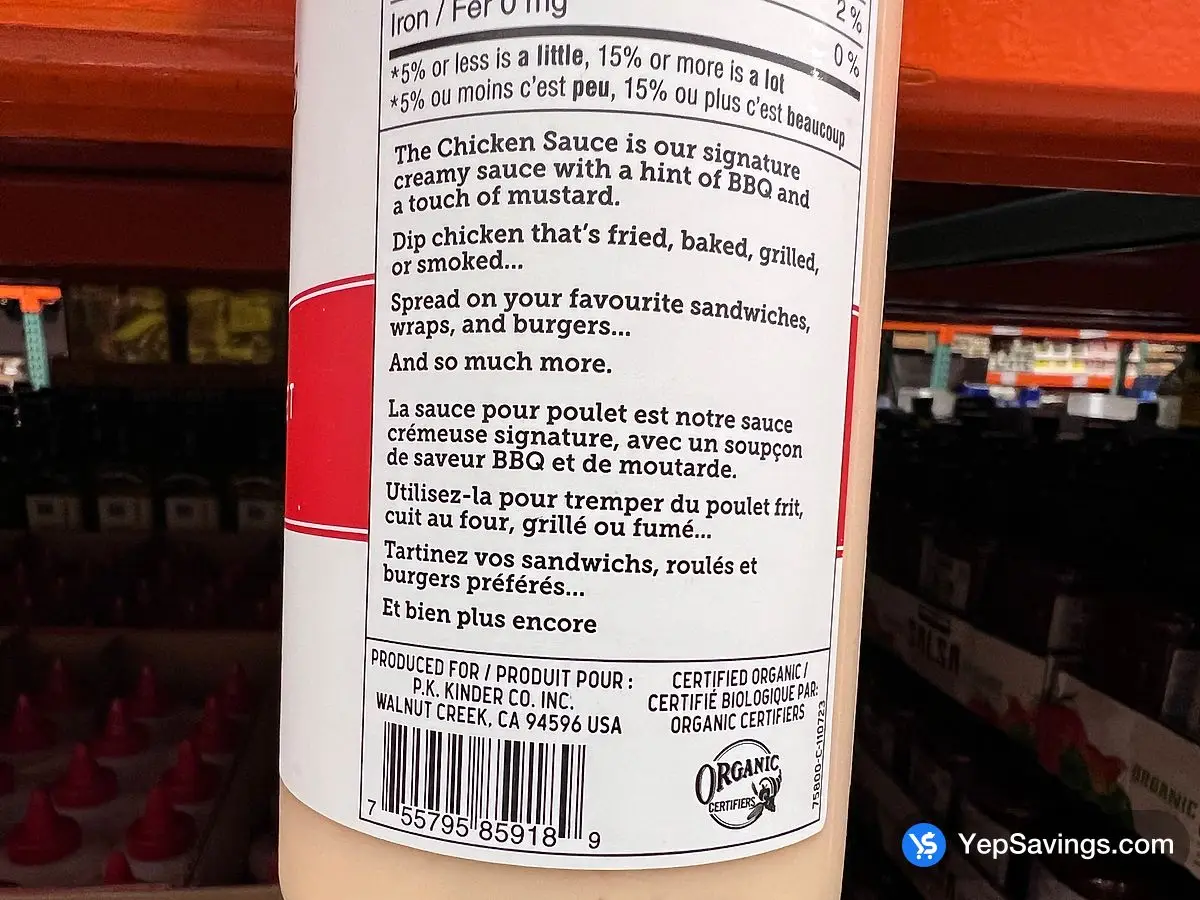 Iron / Fer 0 mg
2 %
0 %
*5% or less is a little, 15% or more is a lot
*5% ou moins c'est peu, 15% ou plus c'est beaucoup
The Chicken Sauce is our signature
creamy sauce with a hint of BBQ and
a touch of mustard.
Dip chicken that's fried, baked, grilled,
or smoked...
Spread on your favourite sandwiches,
wraps, and burgers...
And so much more.
La sauce pour poulet est notre sauce
crémeuse signature, avec un soupçon
de saveur BBQ et de moutarde.
Utilisez-la pour tremper du poulet frit,
cuit au four, grillé ou fumé...
Tartinez vos sandwichs, roulés et
burgers préférés...
Et bien plus encore
PRODUCED FOR / PRODUIT POUR :
P.K. KINDER CO. INC.
WALNUT CREEK, CA 94596 USA
7 55795 85918 9
CERTIFIED ORGANIC /
CERTIFIÉ BIOLOGIQUE PAR:
ORGANIC CERTIFIERS
ORGANIC
CERTIFIERS
75800-C-110723
SALSA
ORGANIC
YepSavings.com